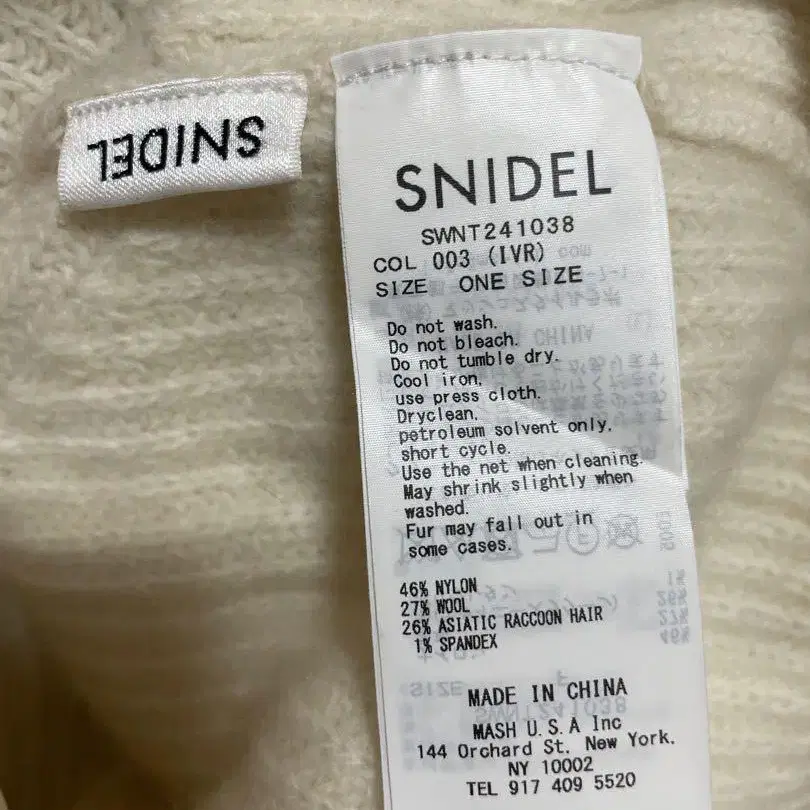 SNIDEL
SNIDEL
SWNT241038
COL 003 (IVR)
SIZE ONE SIZE
Do not wash.
Do not bleach.
Do not tumble dry.
Cool iron.
use press cloth.
Dryclean.
petroleum solvent only.
short cycle.
Use the net when cleaning.
May shrink slightly when
washed.
Fur may fall out in
some cases.
46% NYLON
27% WOOL
26% ASIATIC RACCOON HAIR
1% SPANDEX
MADE IN CHINA
MASH U.S.A Inc
144 Orchard St. New York.
NY 10002
TEL 917 409 5520